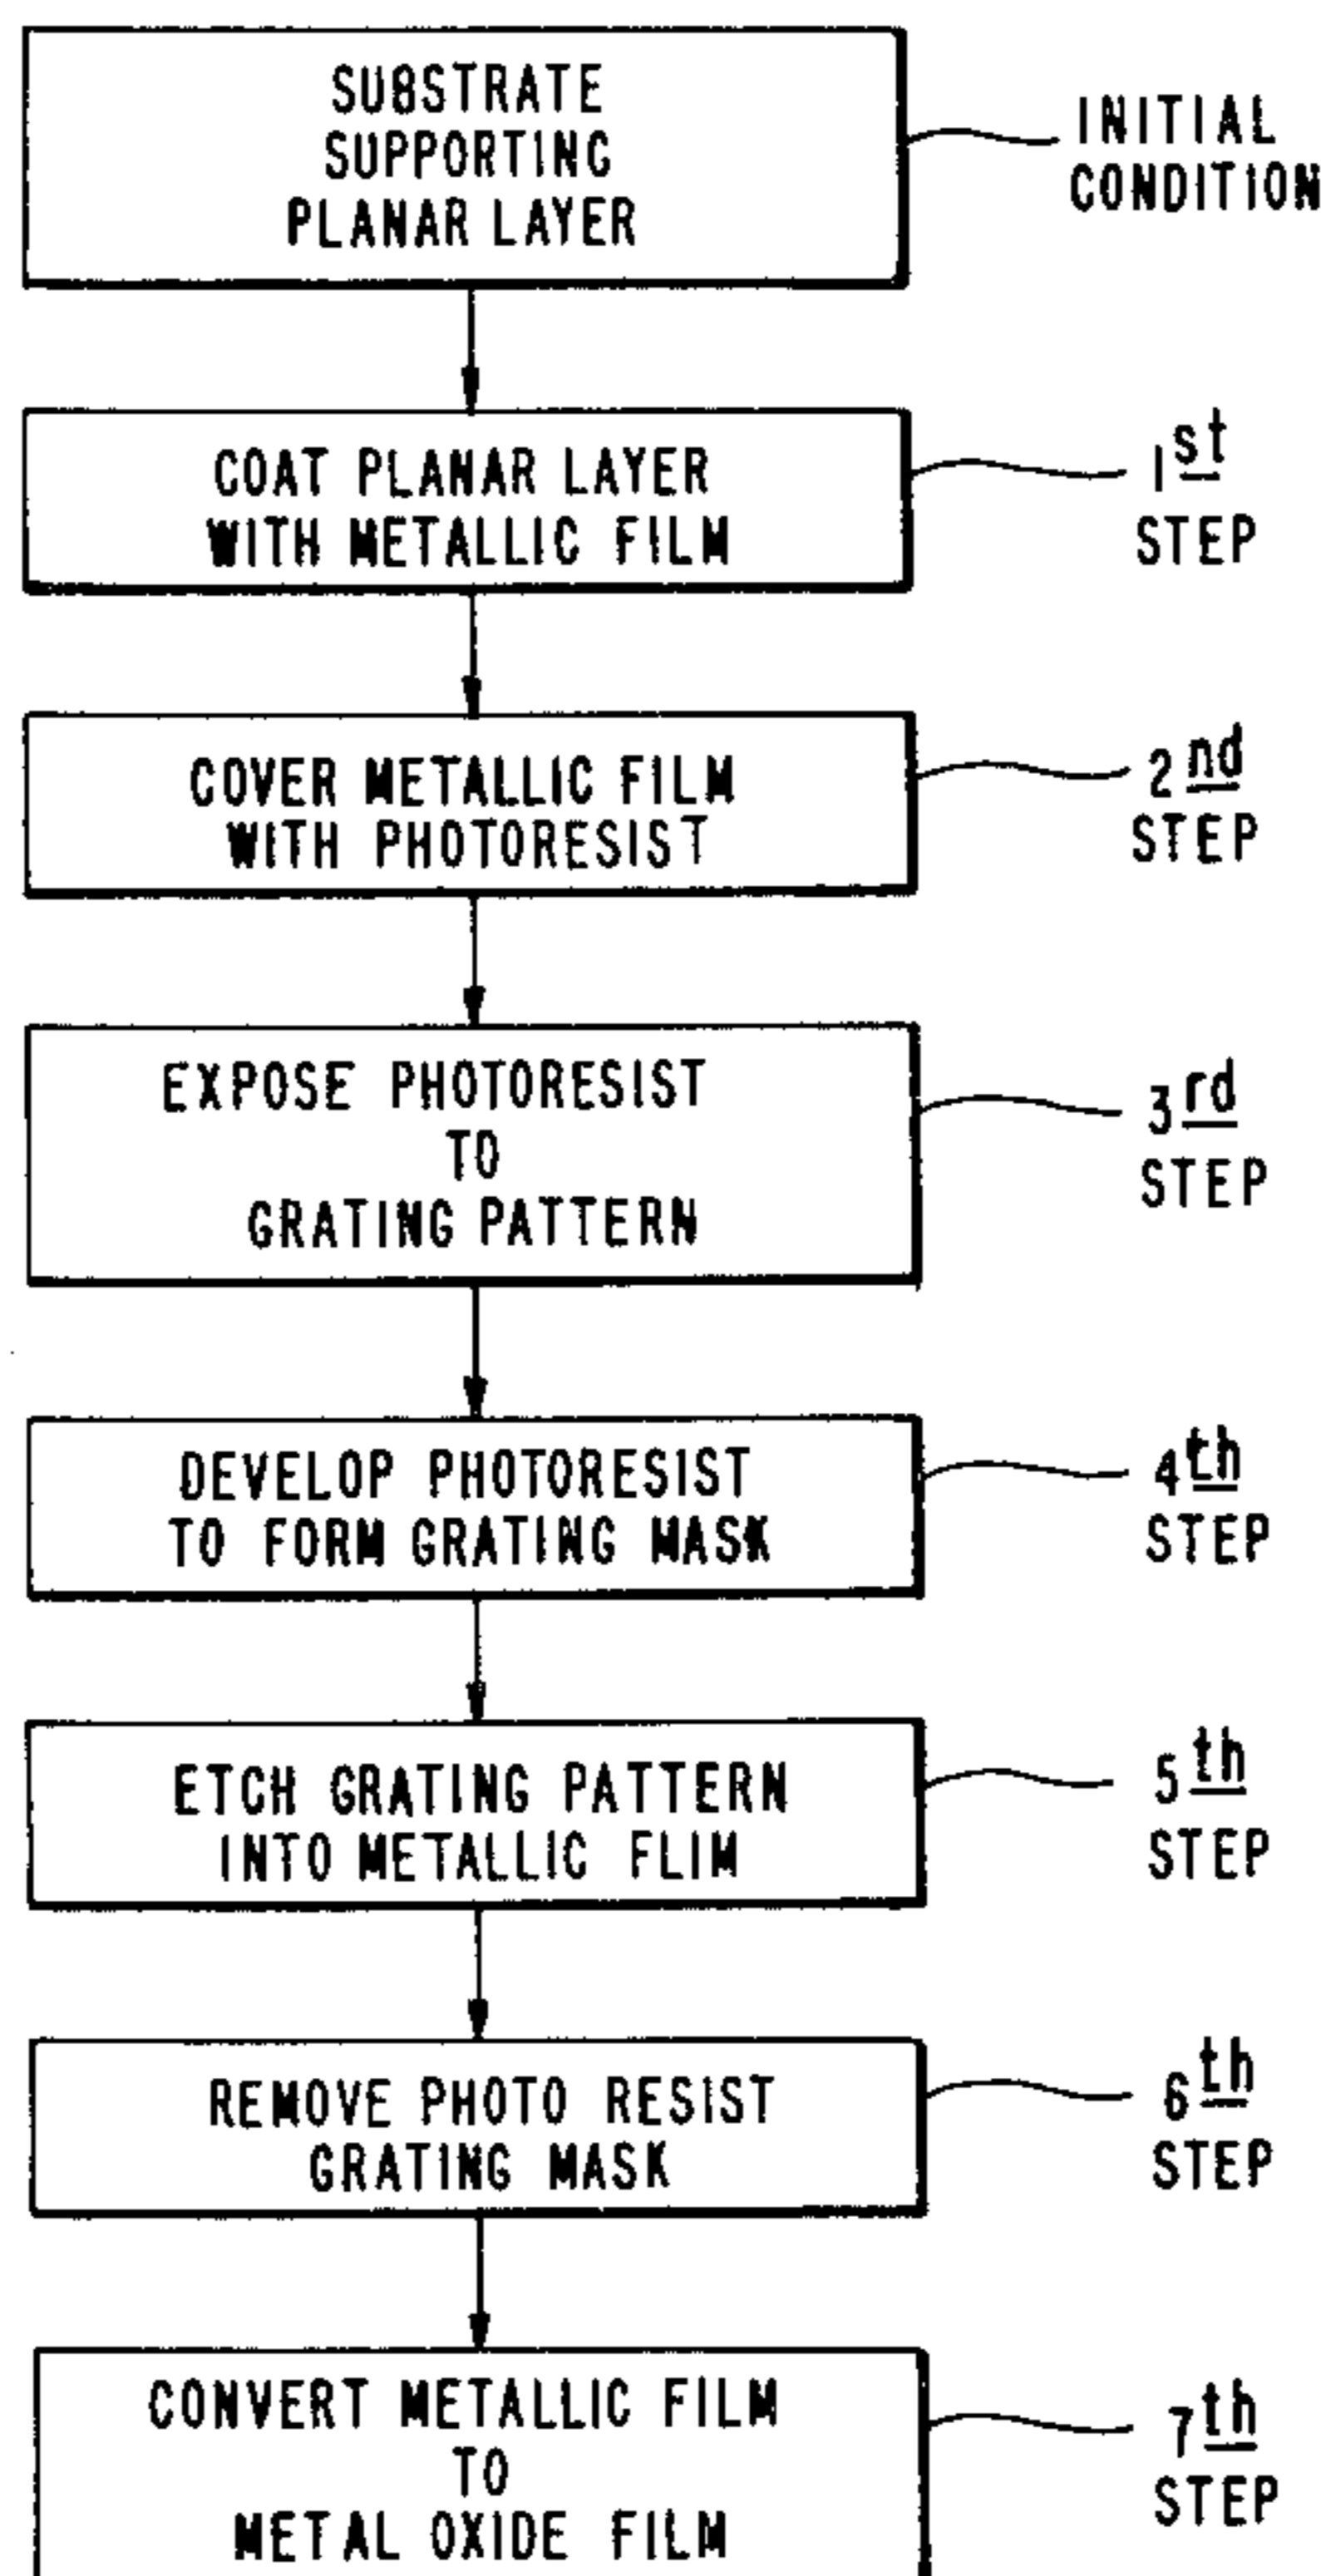 SUBSTRATE
SUPPORTING
PLANAR LAYER
INITIAL
CONDITION
COAT PLANAR LAYER
WITH METALLIC FILM
1st
STEP
COVER METALLIC FILM
WITH PHOTORESIST
2nd
STEP
EXPOSE PHOTORESIST
TO
GRATING PATTERN
3rd
STEP
DEVELOP PHOTORESIST
TO FORM GRATING MASK
4th
STEP
ETCH GRATING PATTERN
INTO METALLIC FLIM
5th
STEP
REMOVE PHOTO RESIST
GRATING MASK
6th
STEP
CONVERT METALLIC FILM
TO
METAL OXIDE FILM
7th
STEP